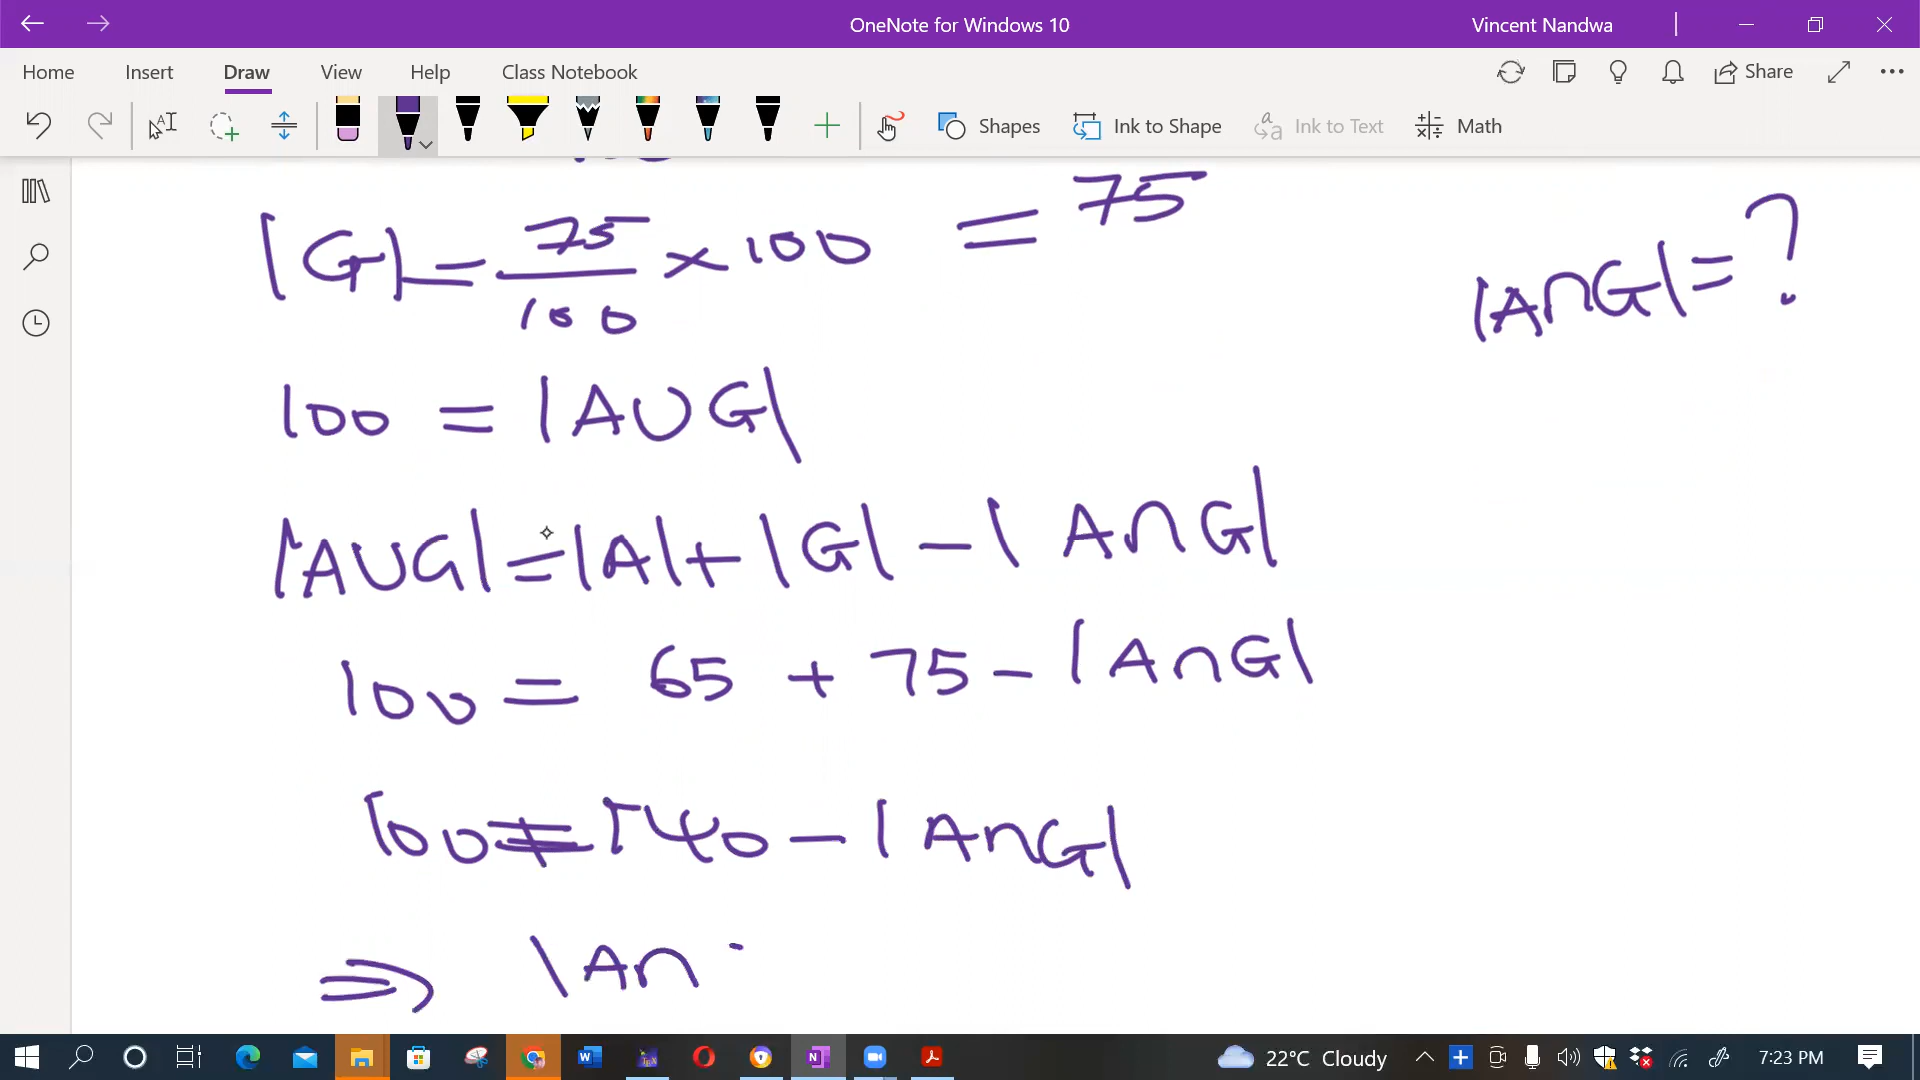 OneNote for Windows 10
Vincent Nandwa
Home Insert Draw View Help Class Notebook
Share
Shapes Ink to Shape Ink to Text Math
|G| = 75/100 × 100 = 75
|A∩G| = ?
100 = |A∪G|
|A∪G| = |A| + |G| - |A∩G|
100 = 65 + 75 - |A∩G|
100 = 140 - |A∩G|
⇒ |A∩
22°C Cloudy
7:23 PM